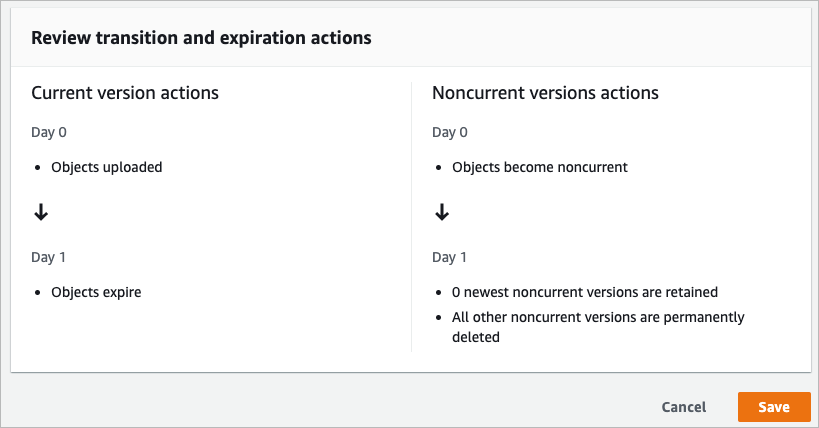 Review transition and expiration actions
Current version actions
Day 0
• Objects uploaded
↓
Day 1
• Objects expire
Noncurrent versions actions
Day 0
• Objects become noncurrent
↓
Day 1
• 0 newest noncurrent versions are retained
• All other noncurrent versions are permanently
deleted
Cancel
Save